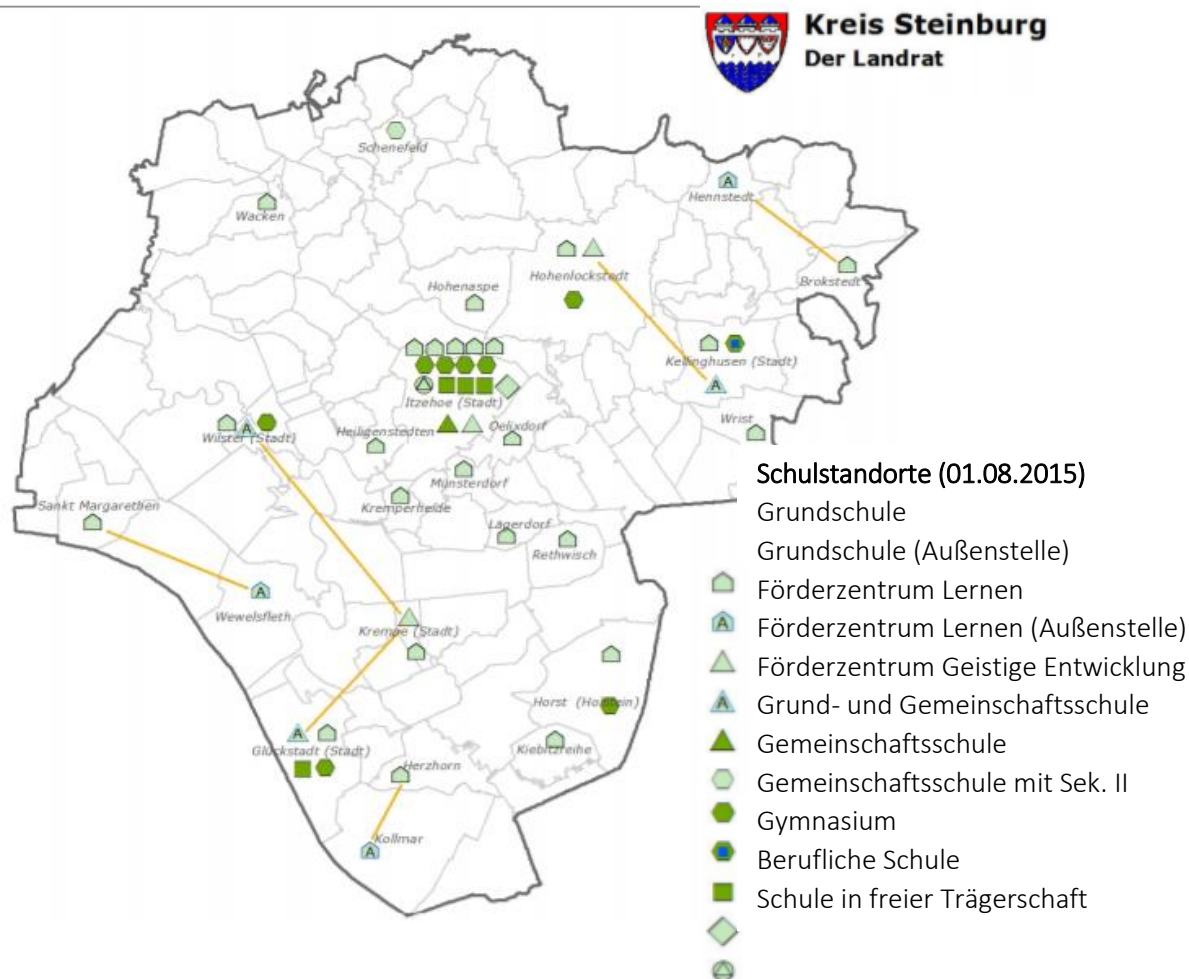 Kreis Steinburg
Der Landrat
Schenefeld
Wacken
Hennstedt
Hohenlockstedt
Brokstedt
Hohenaspe
Kellinghusen (Stadt)
A
A
Itzehoe (Stadt)
Wrist
Wilster (Stadt)
A
Heiligenstedten
Oelixdorf
Münsterdorf
Kremperheide
Sankt Margarethen
Lägerdorf
Rethwisch
A
Wewelsfleth
Krempe (Stadt)
Horst (Holstein)
A
Glückstadt (Stadt)
Kiebitzreihe
Herzhorn
Kollmar
A
Schulstandorte (01.08.2015)
Grundschule
Grundschule (Außenstelle)
Förderzentrum Lernen
A Förderzentrum Lernen (Außenstelle)
Förderzentrum Geistige Entwicklung
A Grund- und Gemeinschaftsschule
Gemeinschaftsschule
Gemeinschaftsschule mit Sek. II
Gymnasium
Berufliche Schule
Schule in freier Trägerschaft